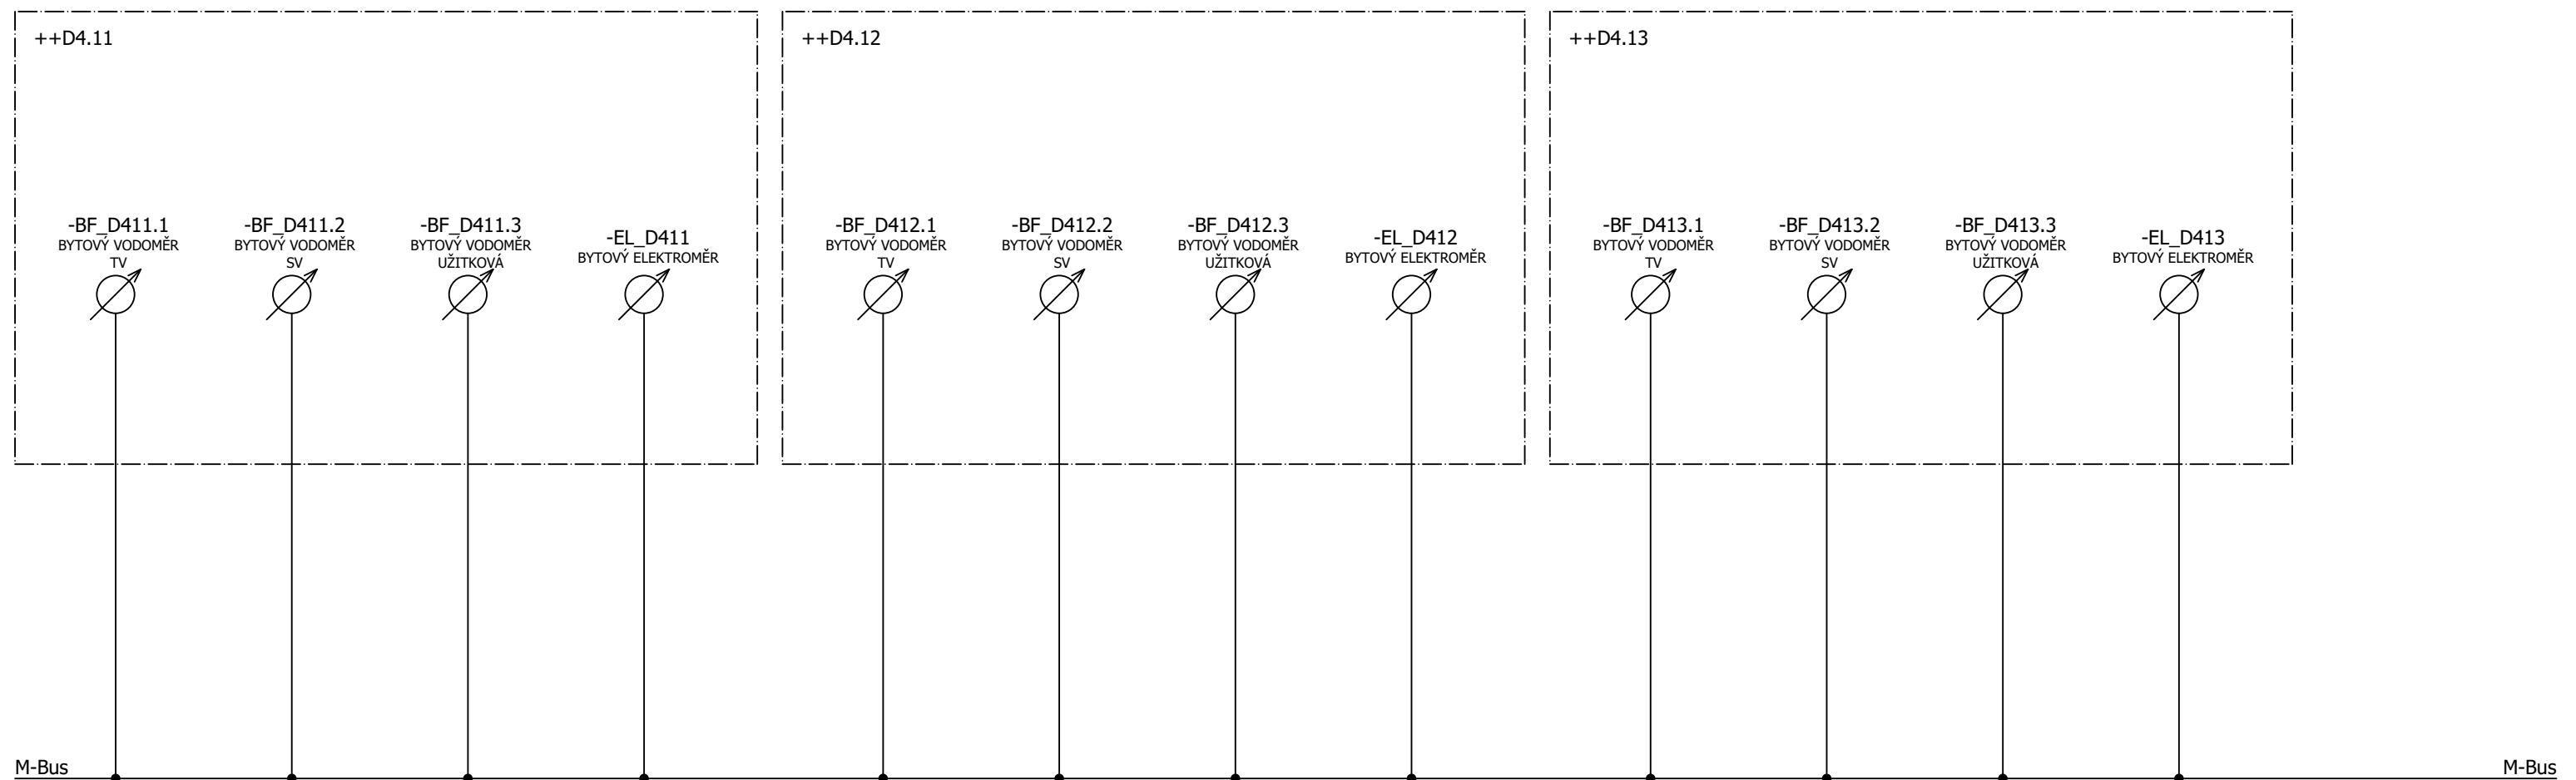 ++D4.11
++D4.12
++D4.13
-BF_D411.1
BYTOVÝ VODOMĚR
TV
-BF_D411.2
BYTOVÝ VODOMĚR
SV
-BF_D411.3
BYTOVÝ VODOMĚR
UŽITKOVÁ
-EL_D411
BYTOVÝ ELEKTROMĚR
-BF_D412.1
BYTOVÝ VODOMĚR
TV
-BF_D412.2
BYTOVÝ VODOMĚR
SV
-BF_D412.3
BYTOVÝ VODOMĚR
UŽITKOVÁ
-EL_D412
BYTOVÝ ELEKTROMĚR
-BF_D413.1
BYTOVÝ VODOMĚR
TV
-BF_D413.2
BYTOVÝ VODOMĚR
SV
-BF_D413.3
BYTOVÝ VODOMĚR
UŽITKOVÁ
-EL_D413
BYTOVÝ ELEKTROMĚR
M-Bus
M-Bus